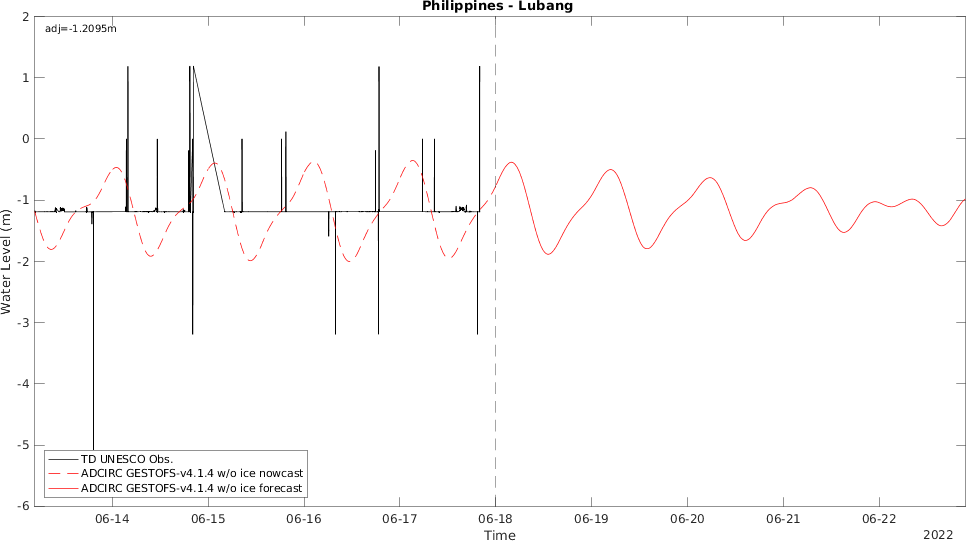 Philippines - Lubang
adj=-1.2095m
2
1
0
-1
-2
-3
-4
-5
-6
Water Level (m)
TD UNESCO Obs.
ADCIRC GESTOFS-v4.1.4 w/o ice nowcast
ADCIRC GESTOFS-v4.1.4 w/o ice forecast
06-14 06-15 06-16 06-17 06-18 06-19 06-20 06-21 06-22
Time
2022